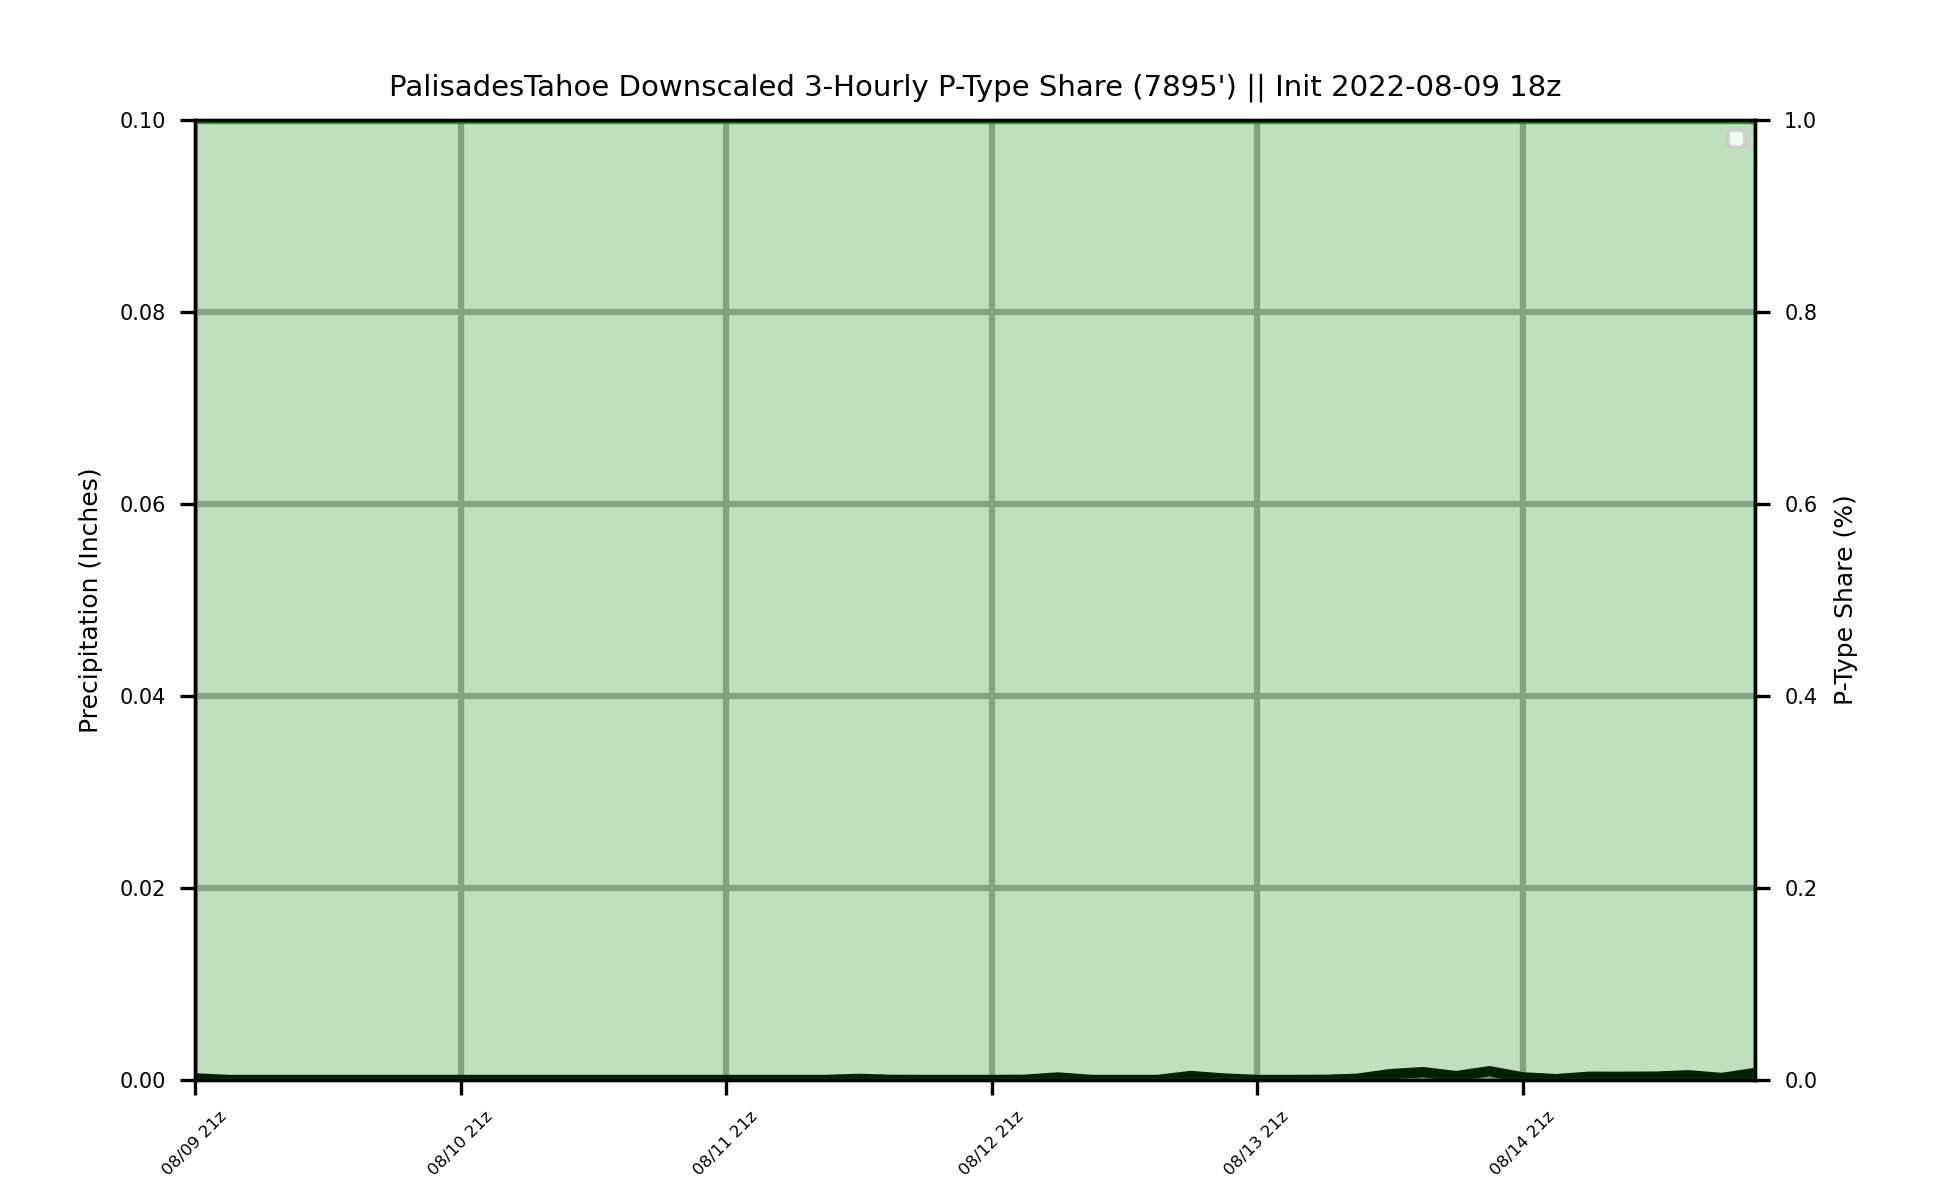 PalisadesTahoe Downscaled 3-Hourly P-Type Share (7895') || Init 2022-08-09 18z
0.10
0.08
0.06
0.04
0.02
0.00
Precipitation (Inches)
1.0
0.8
0.6
0.4
0.2
0.0
P-Type Share (%)
08/09 21z
08/10 21z
08/11 21z
08/12 21z
08/13 21z
08/14 21z